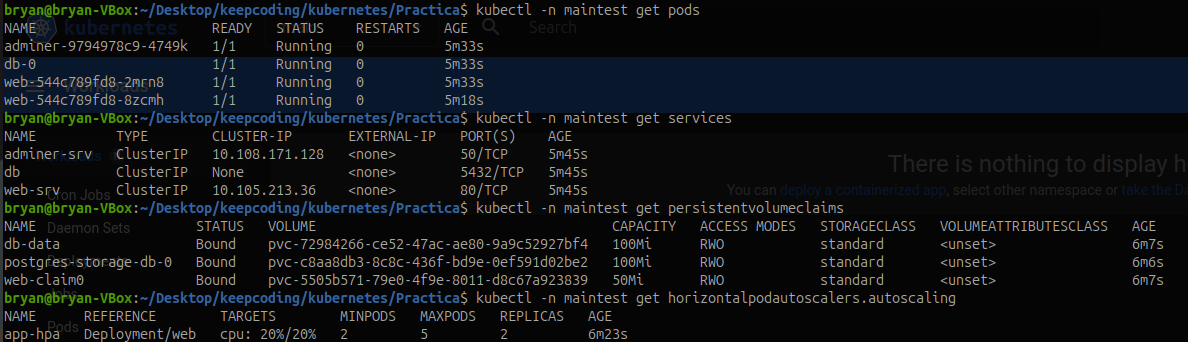 bryan@bryan-VBox:~/Desktop/keepcoding/kubernetes/Practica$ kubectl -n maintest get pods
NAME READY STATUS RESTARTS AGE
adminer-9794978c9-4749k 1/1 Running 0 5m33s
db-0 1/1 Running 0 5m33s
web-544c789fd8-2mrn8 1/1 Running 0 5m33s
web-544c789fd8-8zcmh 1/1 Running 0 5m18s
bryan@bryan-VBox:~/Desktop/keepcoding/kubernetes/Practica$ kubectl -n maintest get services
NAME TYPE CLUSTER-IP EXTERNAL-IP PORT(S) AGE
adminer-srv ClusterIP 10.108.171.128 <none> 50/TCP 5m45s
db ClusterIP None <none> 5432/TCP 5m45s
web-srv ClusterIP 10.105.213.36 <none> 80/TCP 5m45s
bryan@bryan-VBox:~/Desktop/keepcoding/kubernetes/Practica$ kubectl -n maintest get persistentvolumeclaims
NAME STATUS VOLUME CAPACITY ACCESS MODES STORAGECLASS VOLUMEATTRIBUTESCLASS AGE
db-data Bound pvc-72984266-ce52-47ac-ae80-9a9c52927bf4 100Mi RWO standard <unset> 6m7s
postgres-storage-db-0 Bound pvc-c8aa8db3-8c8c-436f-bd9e-0ef591d02be2 100Mi RWO standard <unset> 6m6s
web-claim0 Bound pvc-5505b571-79e0-4f9e-8011-d8c67a923839 50Mi RWO standard <unset> 6m7s
bryan@bryan-VBox:~/Desktop/keepcoding/kubernetes/Practica$ kubectl -n maintest get horizontalpodautoscalers.autoscaling
NAME REFERENCE TARGETS MINPODS MAXPODS REPLICAS AGE
app-hpa Deployment/web cpu: 20%/20% 2 5 2 6m23s
kubernetes
Search
Workloads
Cron Jobs
Daemon Sets
Deployments
Jobs
Pods
There is nothing to display h
You can deploy a containerized app, select other namespace or take the Da